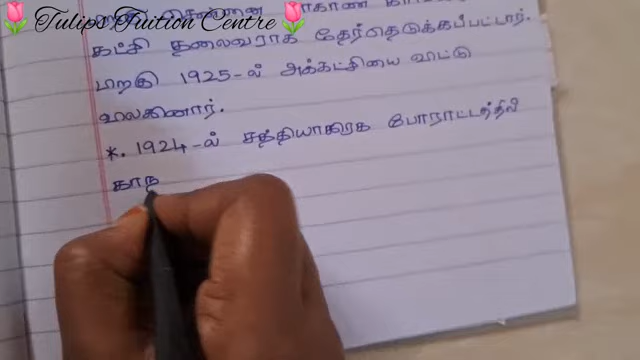 Tulips Tuition Centre
சென்னை மாகாண
கட்சி தலைவராக தேர்ந்தெடுக்கப்பட்டார்.
பிறகு 1925-ல் அக்கட்சியை விட்டு
விலகினார்.
*. 1924-ல் சத்தியாகிரக போராட்டத்தில்
காந